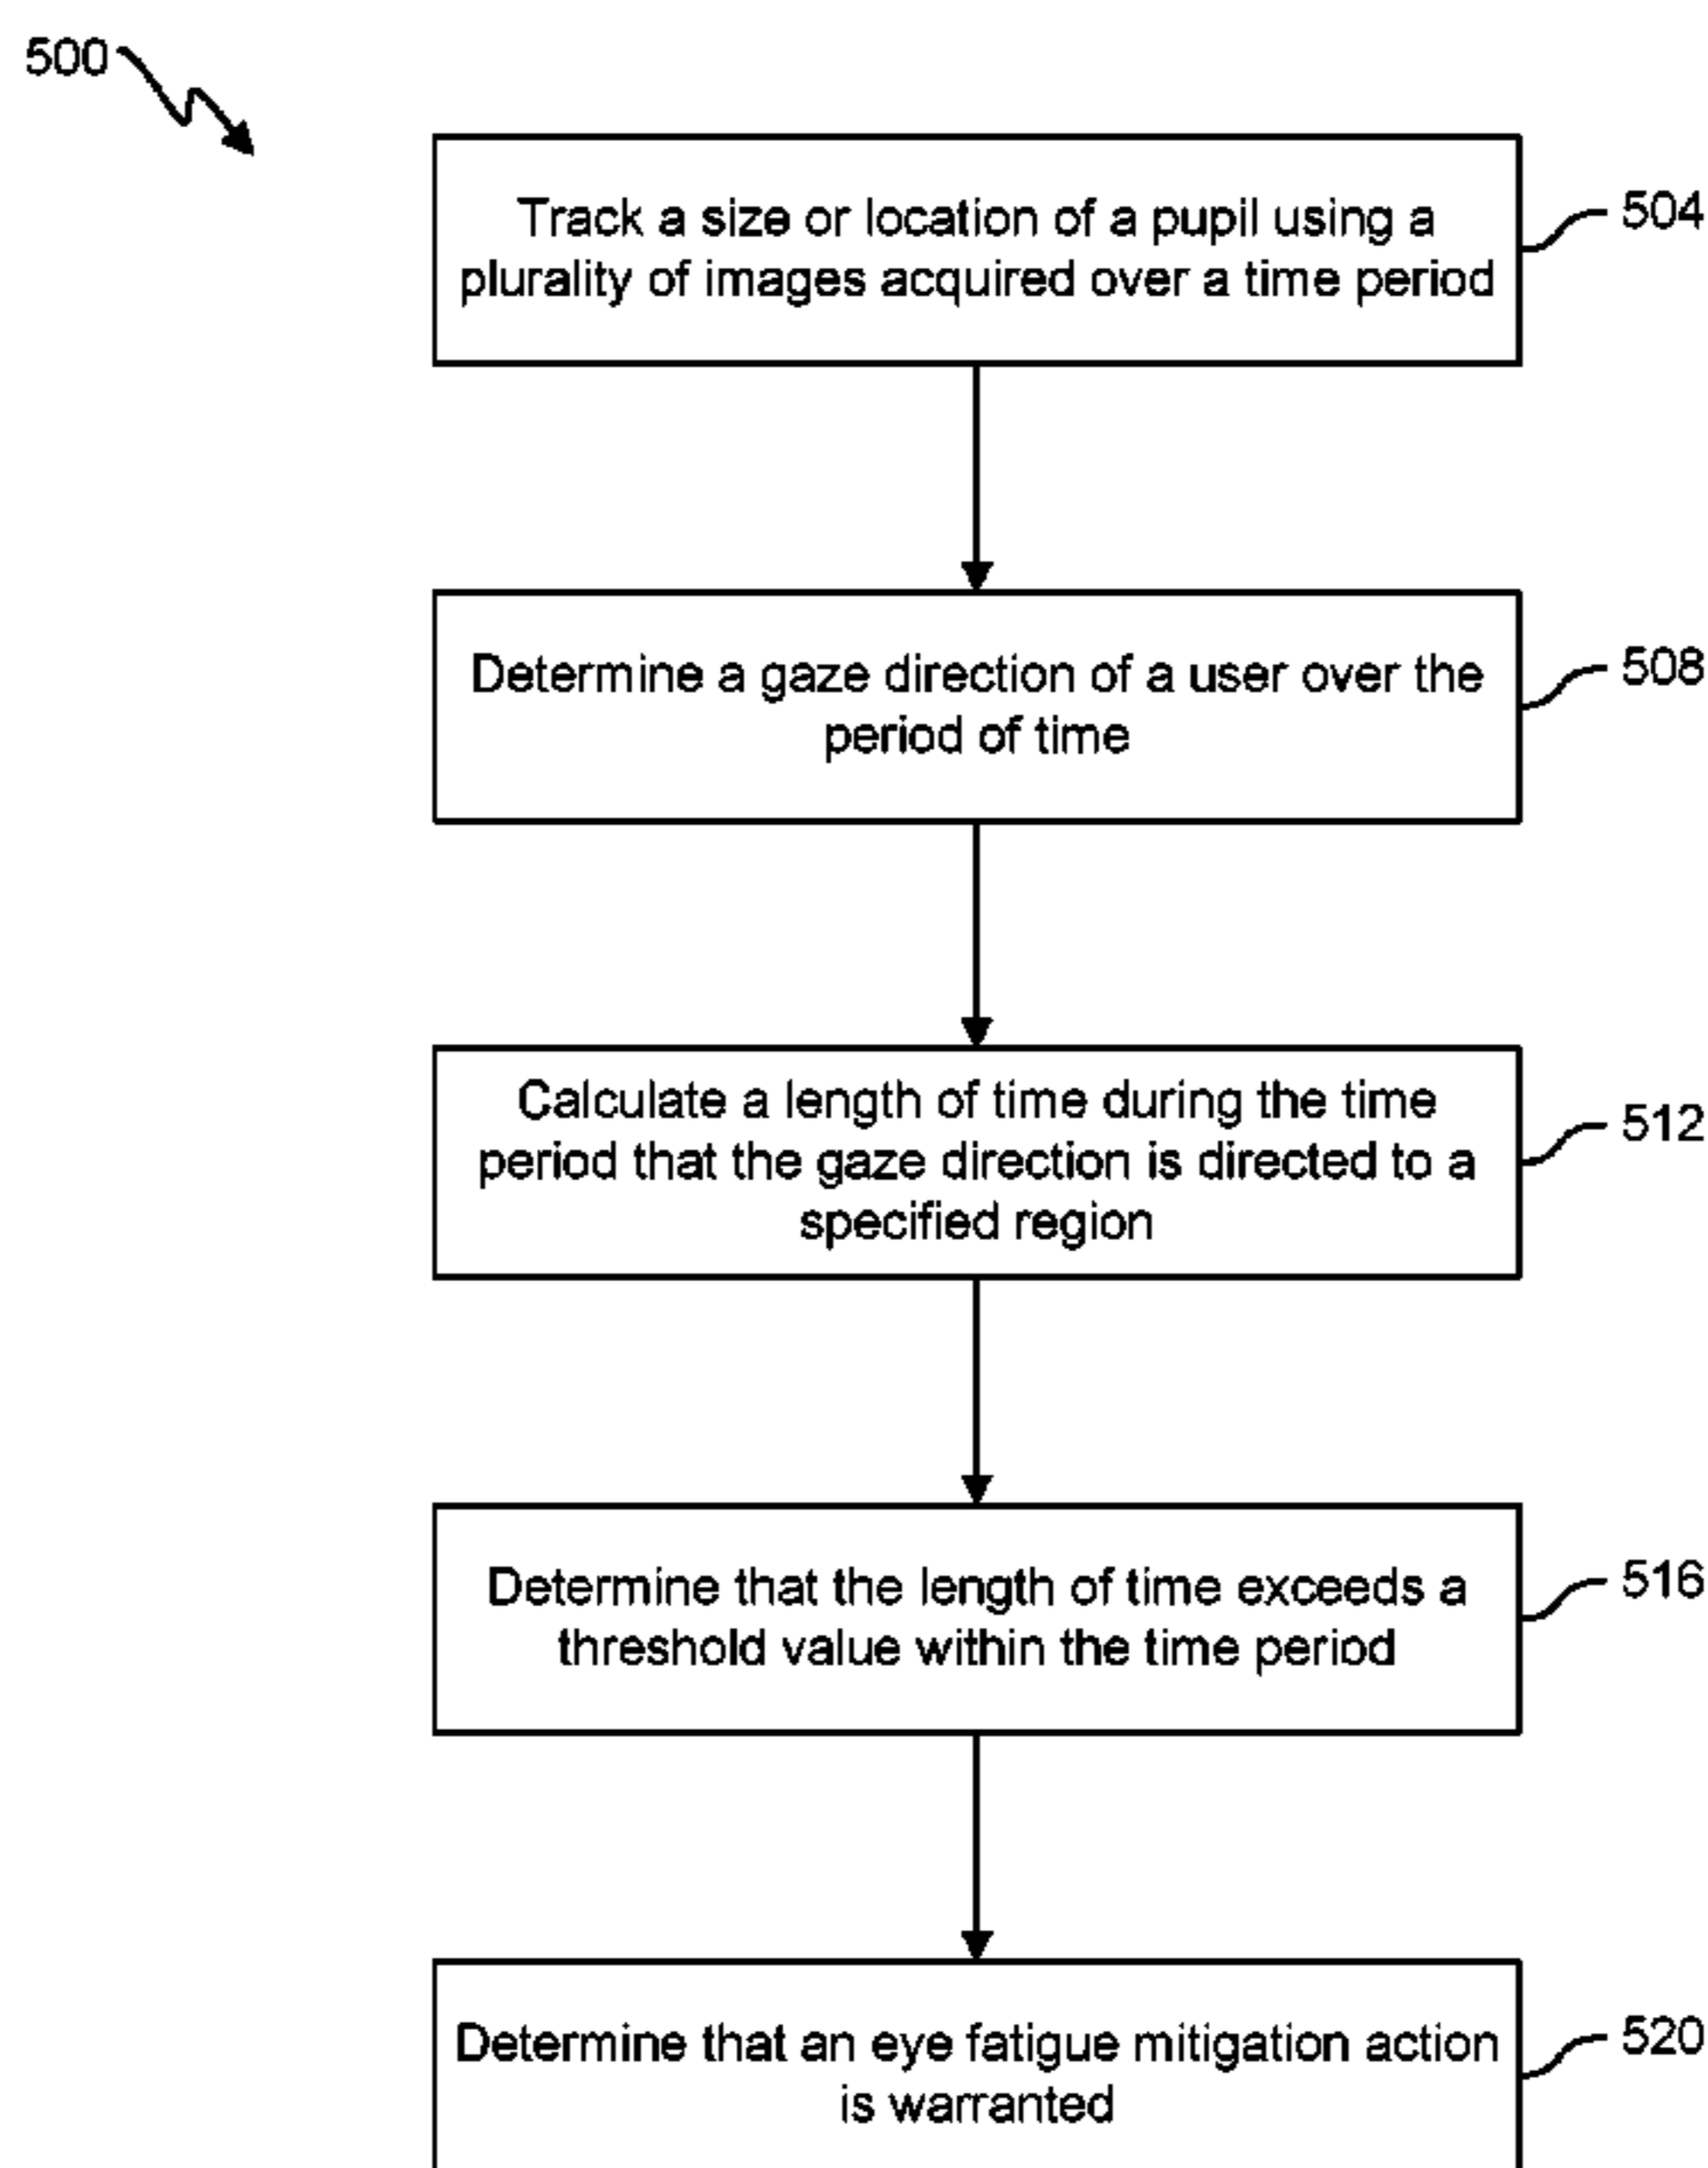 500
Track a size or location of a pupil using a
plurality of images acquired over a time period
504
Determine a gaze direction of a user over the
period of time
508
Calculate a length of time during the time
period that the gaze direction is directed to a
specified region
512
Determine that the length of time exceeds a
threshold value within the time period
516
Determine that an eye fatigue mitigation action
is warranted
520